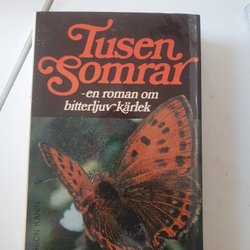 Tusen
Somrar
-en roman om
bitterljuv kärlek